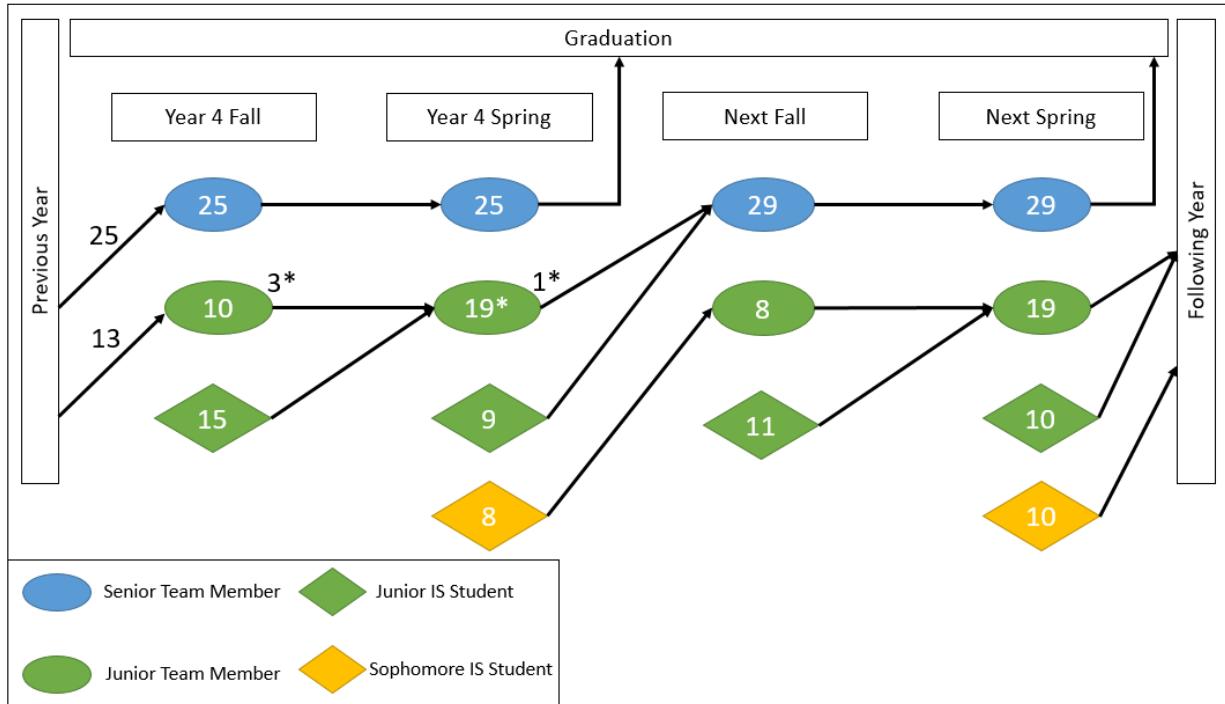 Graduation
Previous Year
Following Year
Year 4 Fall
Year 4 Spring
Next Fall
Next Spring
25
25
25
29
29
13
10
3*
19*
1*
8
19
15
9
11
10
8
10
Senior Team Member
Junior IS Student
Junior Team Member
Sophomore IS Student